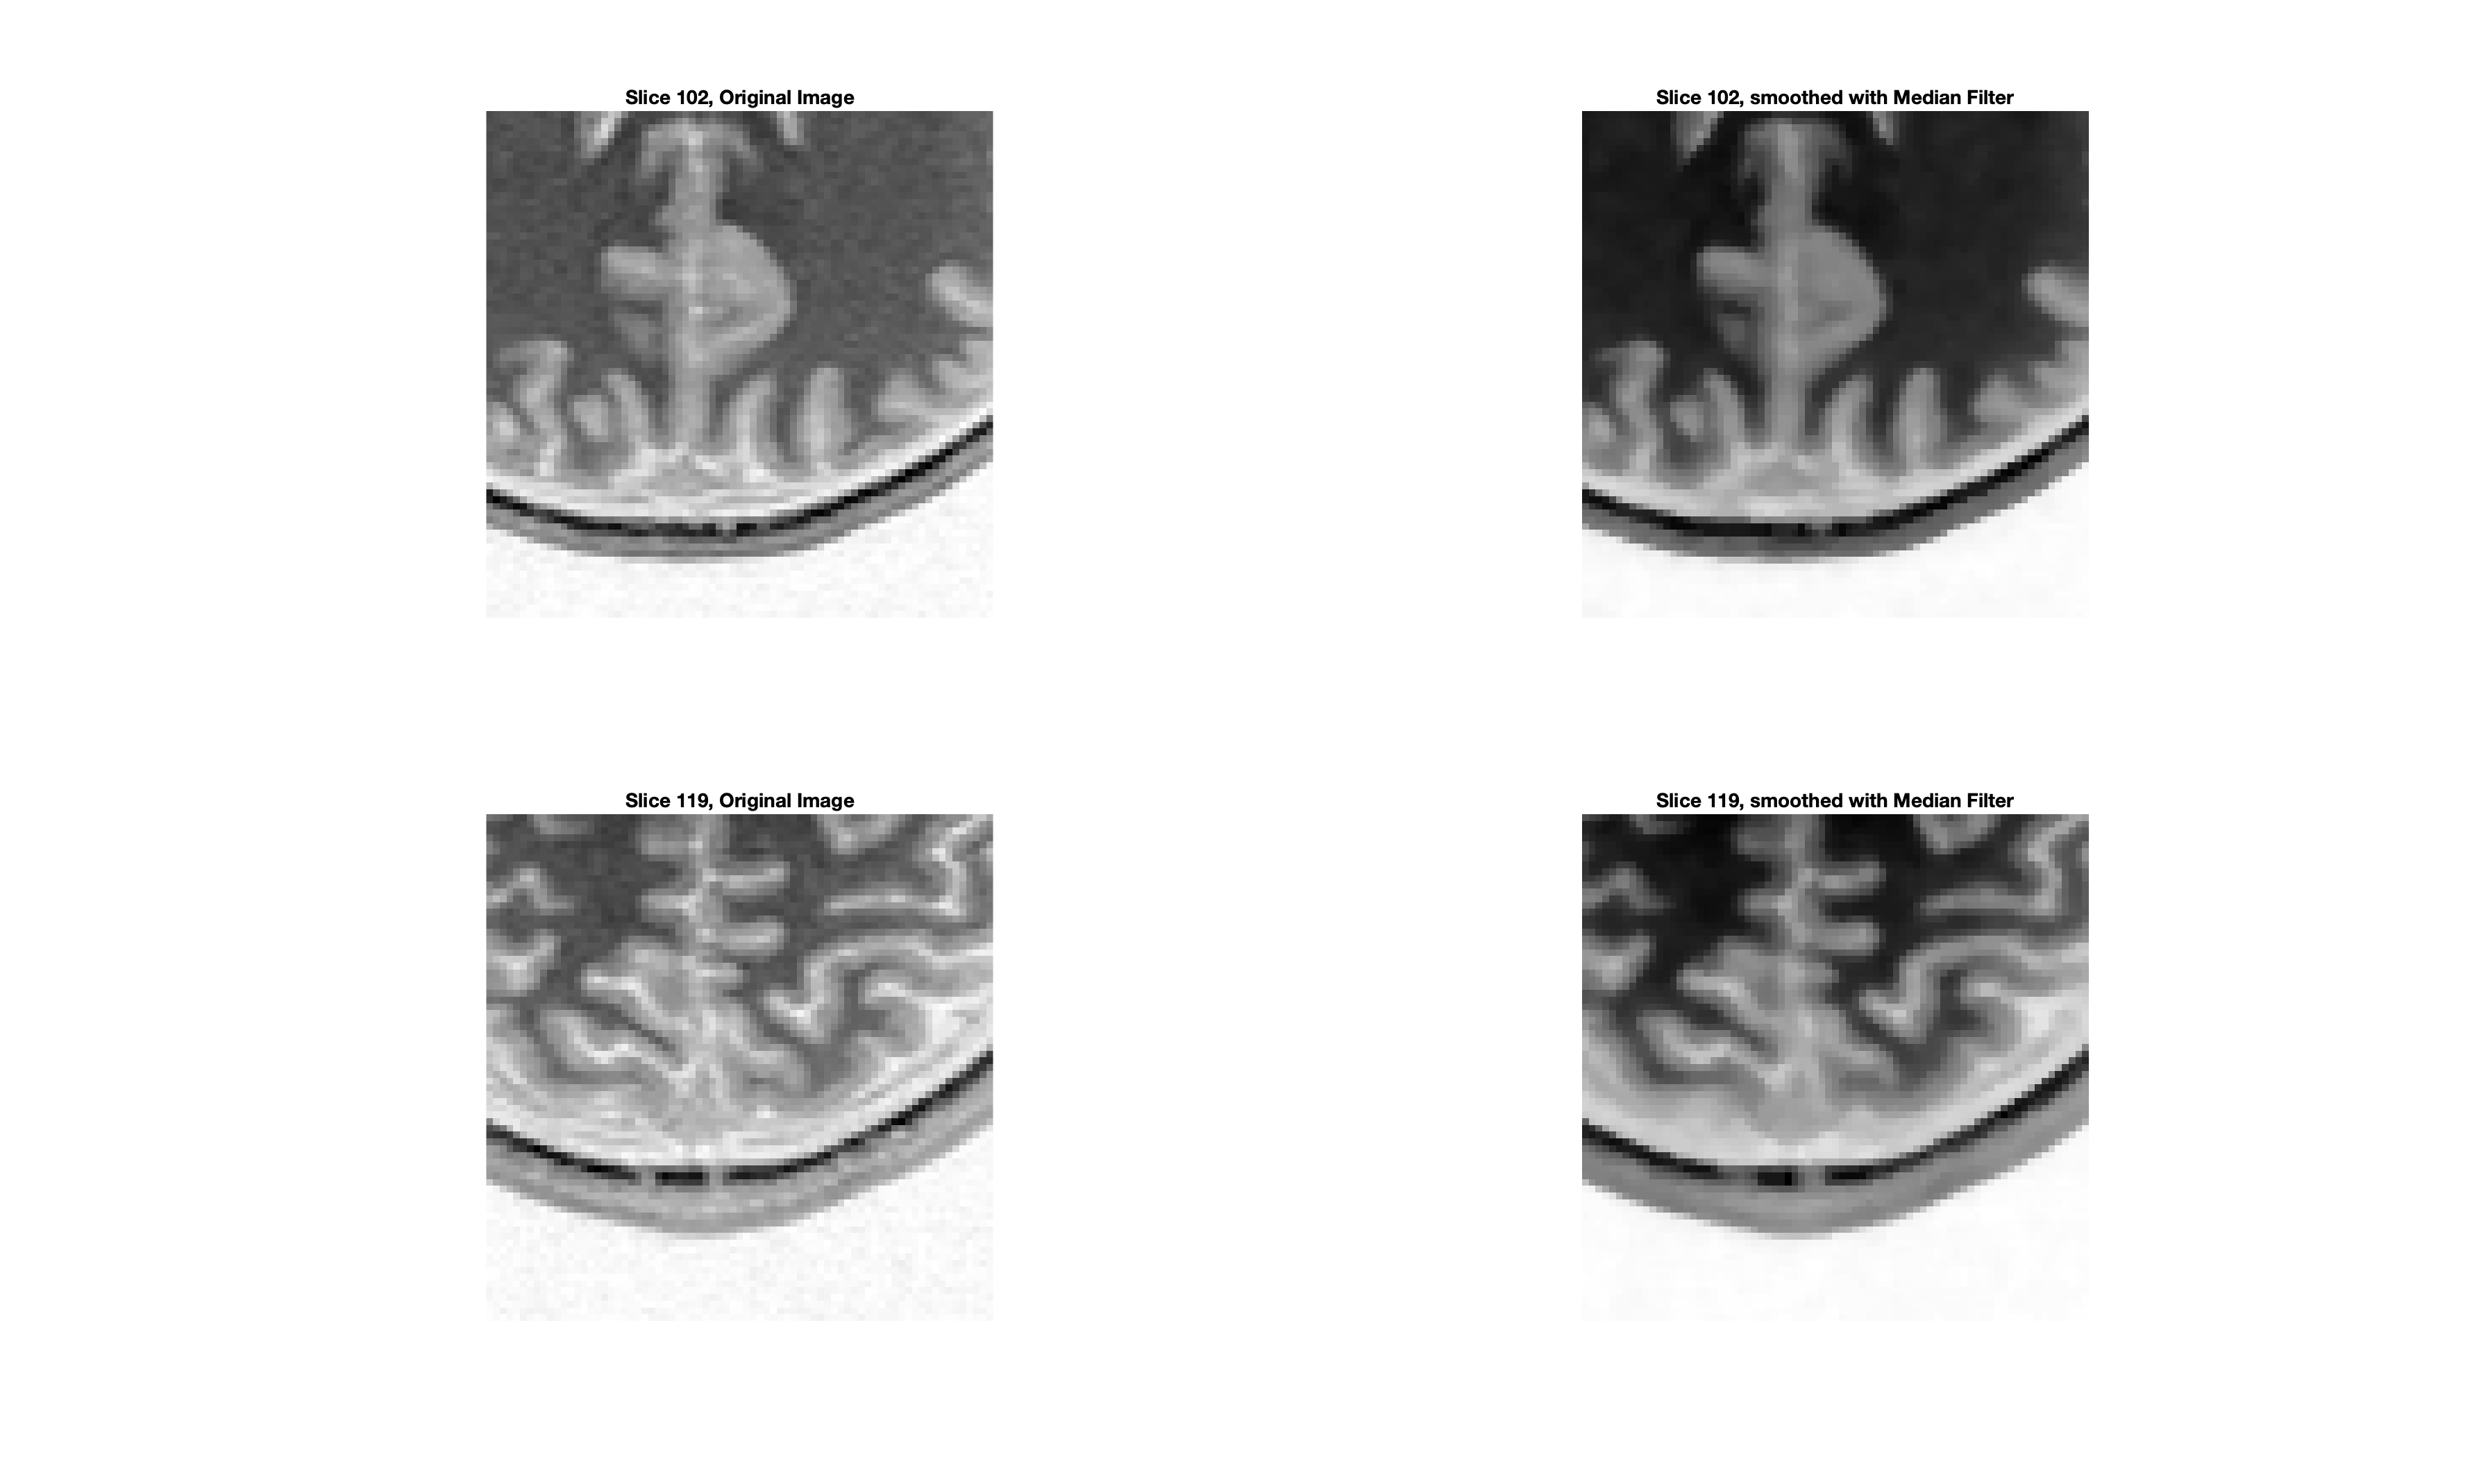 Slice 102, Original Image
Slice 102, smoothed with Median Filter
Slice 119, Original Image
Slice 119, smoothed with Median Filter